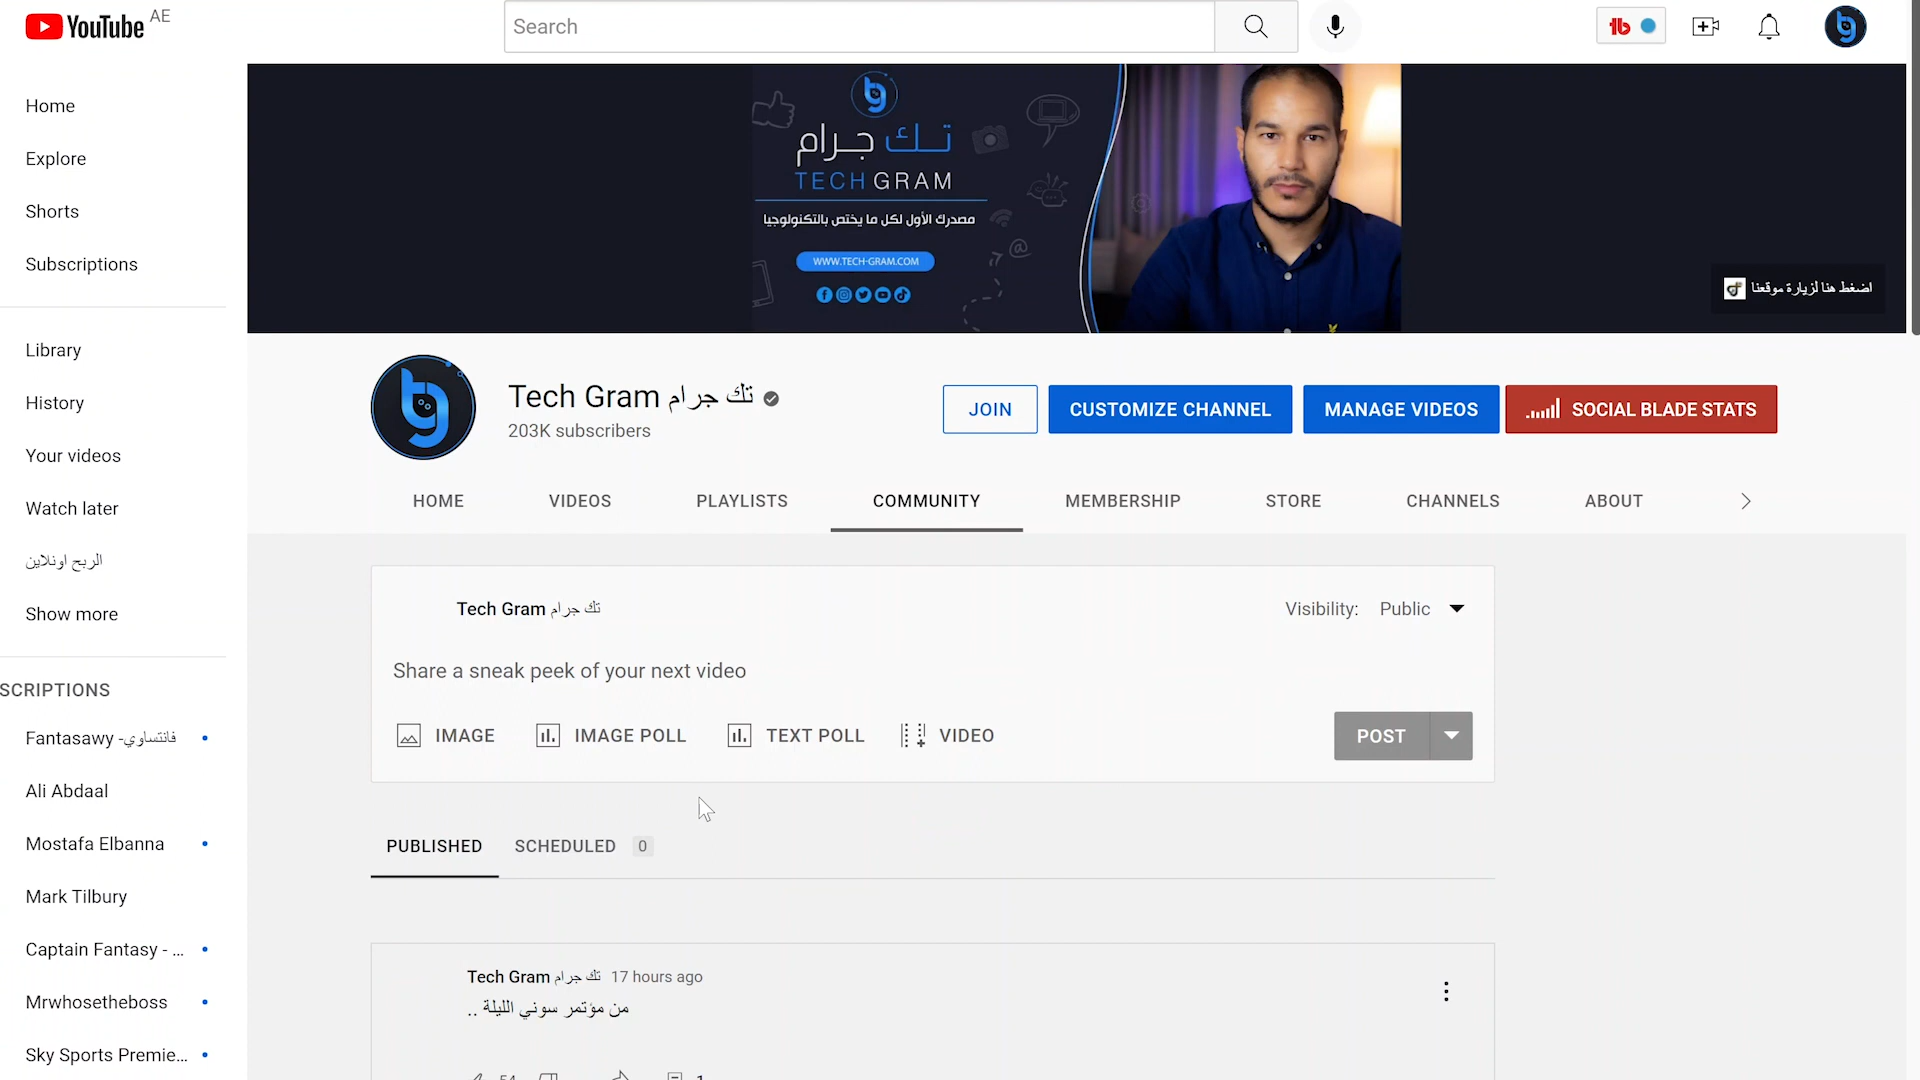 YouTube AE
Search
Home
Explore
Shorts
Subscriptions
Library
History
Your videos
Watch later
الربح اونلاين
Show more
SCRIPTIONS
Fantasawy -فانتساوي
Ali Abdaal
Mostafa Elbanna
Mark Tilbury
Captain Fantasy - ...
Mrwhosetheboss
Sky Sports Premie...
تك جرام
TECH GRAM
مصدرك الأول لكل ما يختص بالتكنولوجيا
WWW.TECH-GRAM.COM
اضغط هنا لزيارة موقعنا
Tech Gram تك جرام
203K subscribers
JOIN
CUSTOMIZE CHANNEL
MANAGE VIDEOS
SOCIAL BLADE STATS
HOME
VIDEOS
PLAYLISTS
COMMUNITY
MEMBERSHIP
STORE
CHANNELS
ABOUT
Tech Gram تك جرام
Visibility: Public
Share a sneak peek of your next video
IMAGE
IMAGE POLL
TEXT POLL
VIDEO
POST
PUBLISHED
SCHEDULED 0
Tech Gram تك جرام 17 hours ago
من مؤتمر سوني الليلة ..
54
1